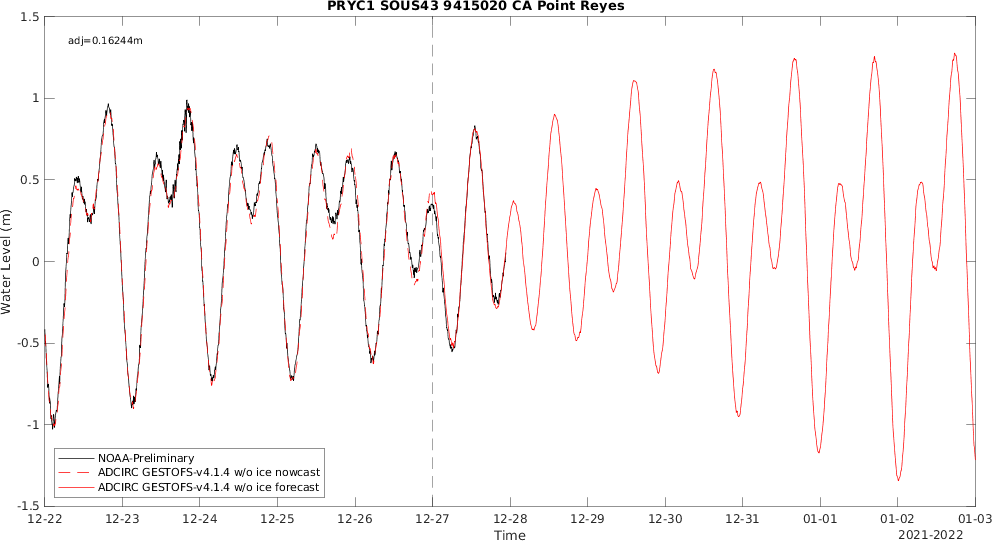 PRYC1 SOUS43 9415020 CA Point Reyes
adj=0.16244m
Water Level (m)
1.5
1
0.5
0
-0.5
-1
-1.5
NOAA-Preliminary
ADCIRC GESTOFS-v4.1.4 w/o ice nowcast
ADCIRC GESTOFS-v4.1.4 w/o ice forecast
12-22 12-23 12-24 12-25 12-26 12-27 12-28 12-29 12-30 12-31 01-01 01-02 01-03
Time
2021-2022